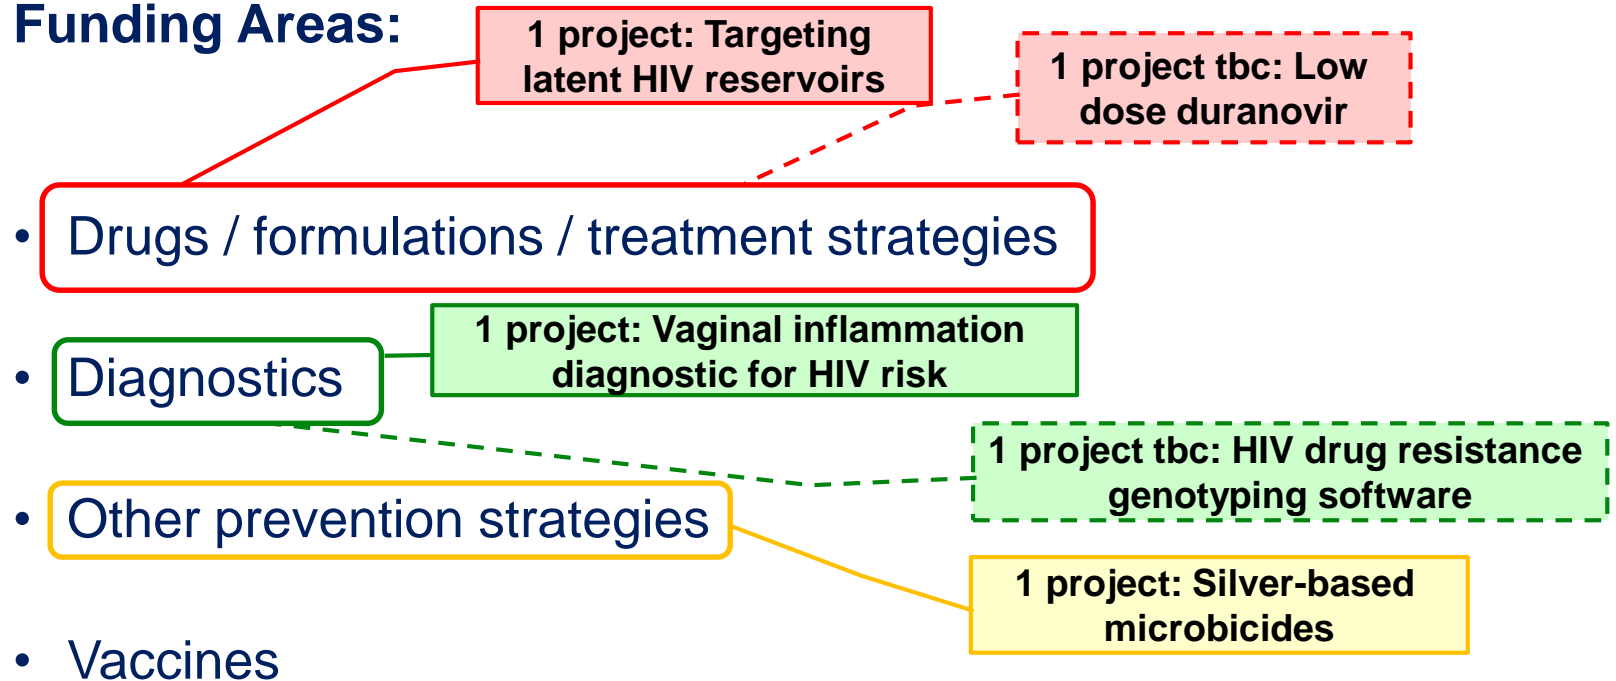 Funding Areas:
1 project: Targeting
latent HIV reservoirs
1 project tbc: Low
dose duranovir
• Drugs / formulations / treatment strategies
1 project: Vaginal inflammation
diagnostic for HIV risk
• Diagnostics
1 project tbc: HIV drug resistance
genotyping software
• Other prevention strategies
1 project: Silver-based
microbicides
• Vaccines